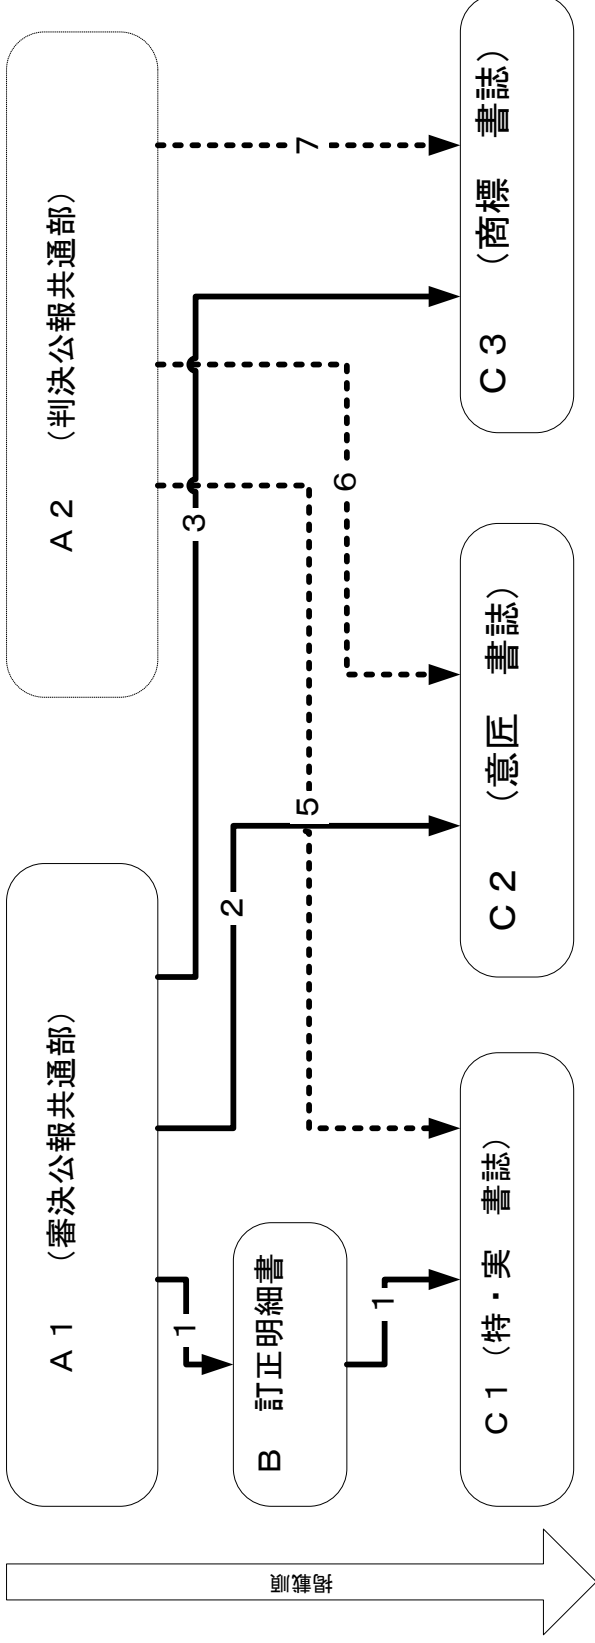 掲載順
A１ （審決公報共通部）
A２ （判決公報共通部）
1
2
3
B 訂正明細書
1
5
6
7
C１（特・実 書誌）
C２ （意匠 書誌）
C３ （商標 書誌）